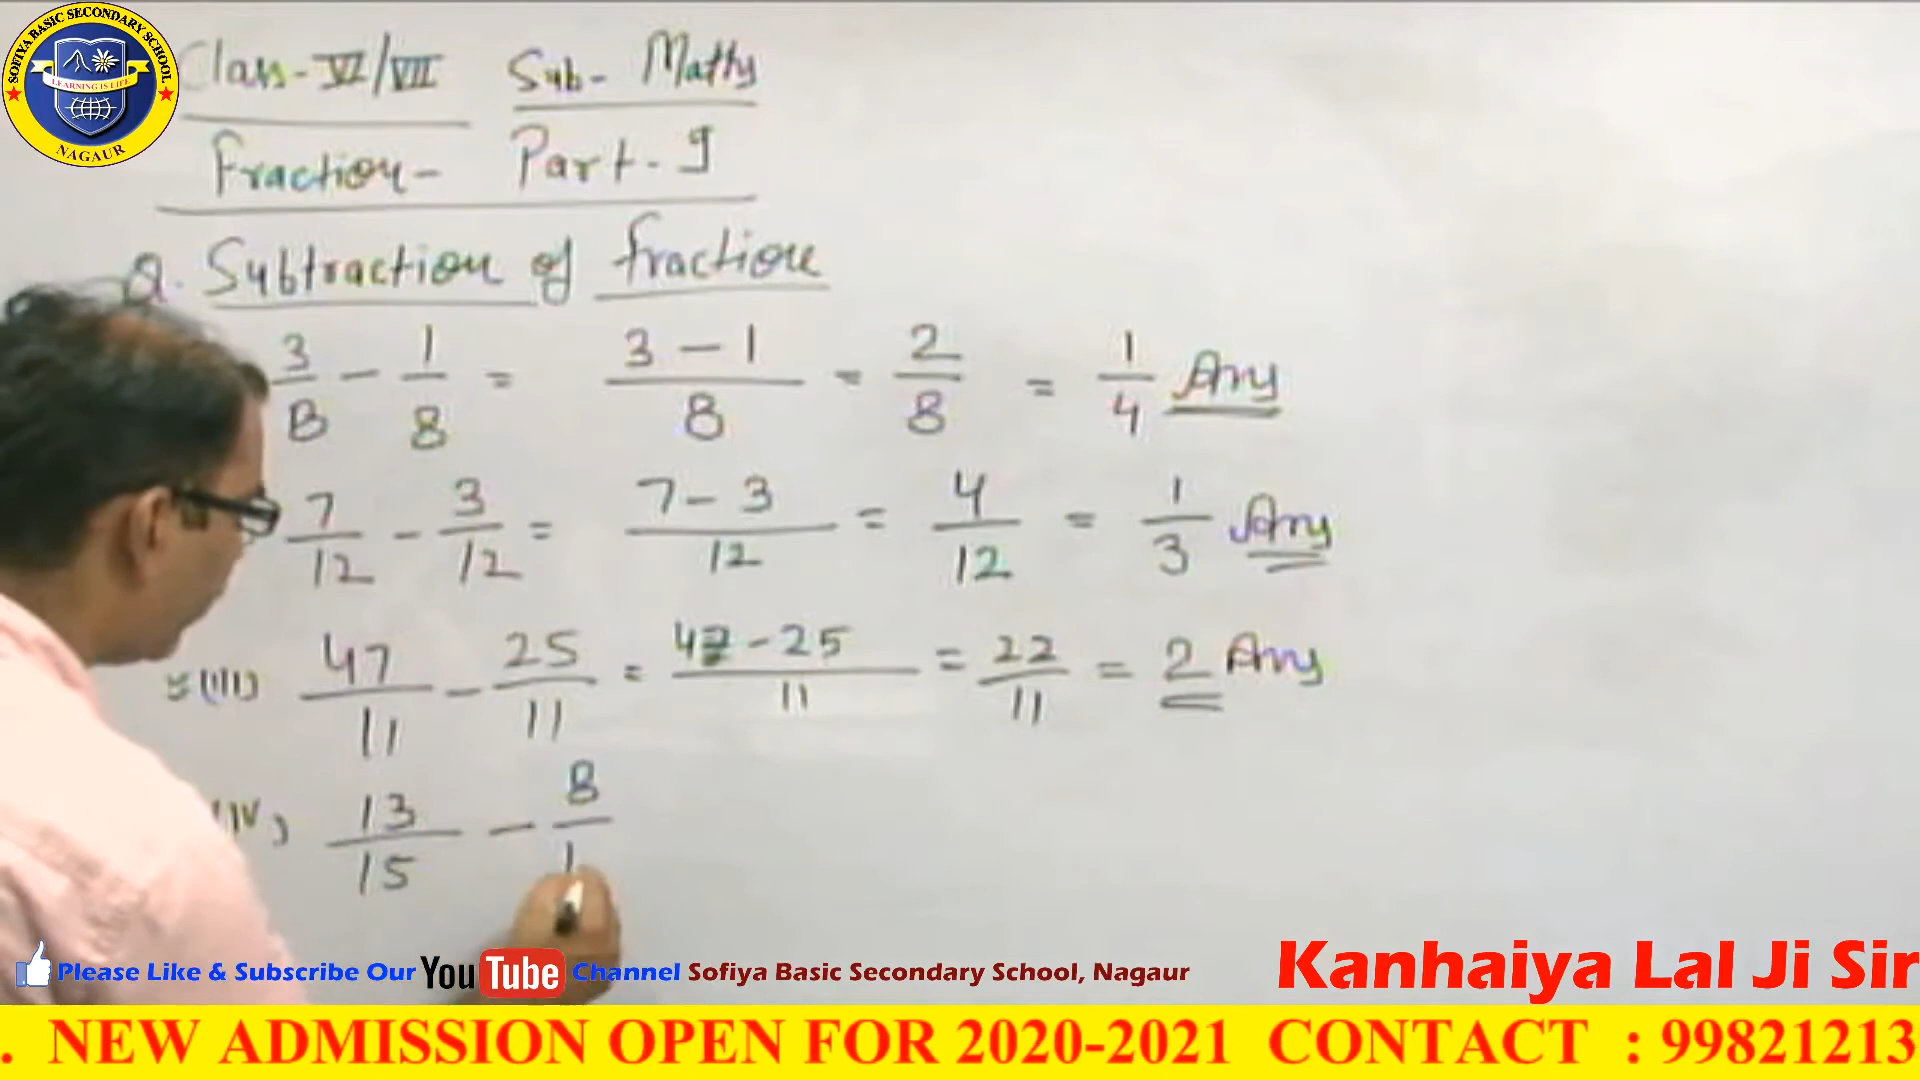 SOFIYA BASIC SECONDARY SCHOOL
LEARNING IS LIFE
NAGAUR
Class-VI/VII Sub- Maths
Fraction- Part-I
Q. Subtraction of fraction
3/8 - 1/8 = 3-1/8 = 2/8 = 1/4 Ans
7/12 - 3/12 = 7-3/12 = 4/12 = 1/3 Ans
(III) 47/11 - 25/11 = 47-25/11 = 22/11 = 2 Ans
(IV) 13/15 - 8/1
Please Like & Subscribe Our YouTube Channel Sofiya Basic Secondary School, Nagaur
Kanhaiya Lal Ji Sir
. NEW ADMISSION OPEN FOR 2020-2021 CONTACT : 99821213